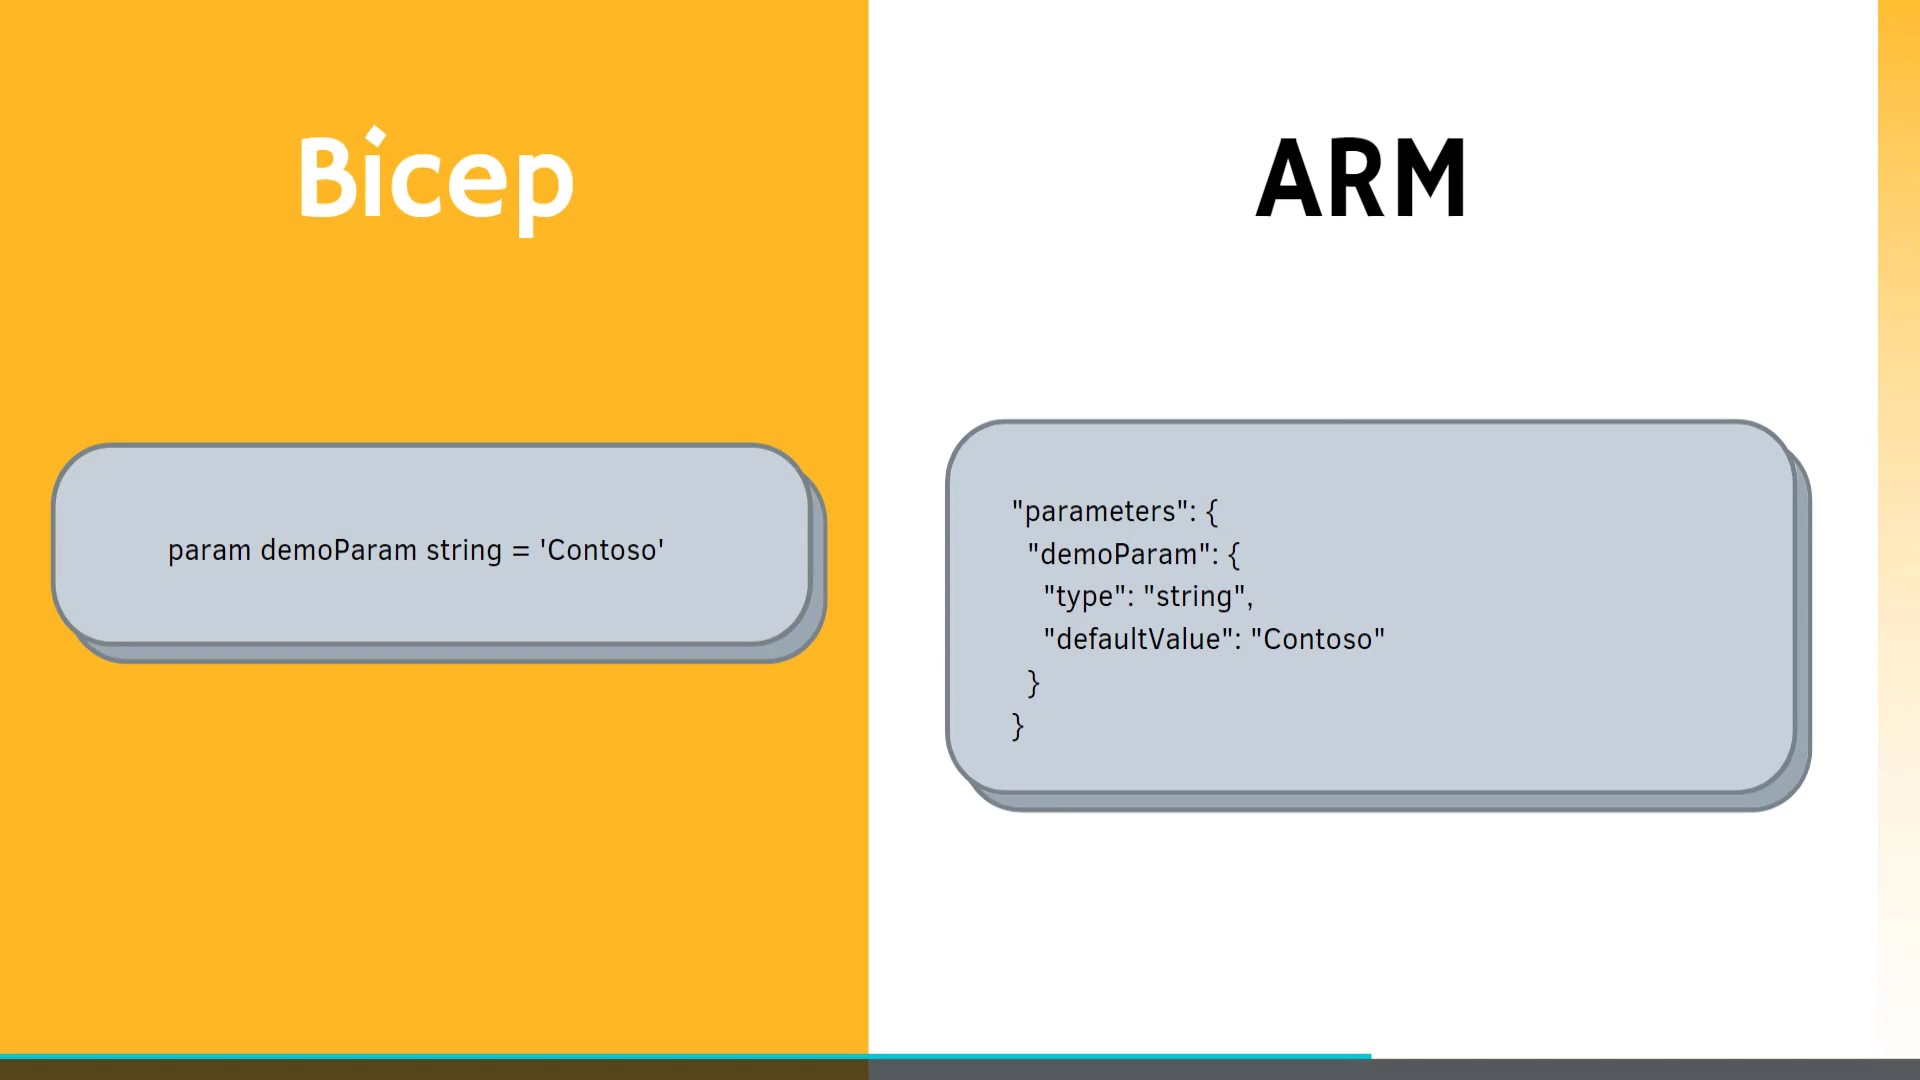 Bicep
param demoParam string = 'Contoso'
ARM
"parameters": {
  "demoParam": {
    "type": "string",
    "defaultValue": "Contoso"
  }
}